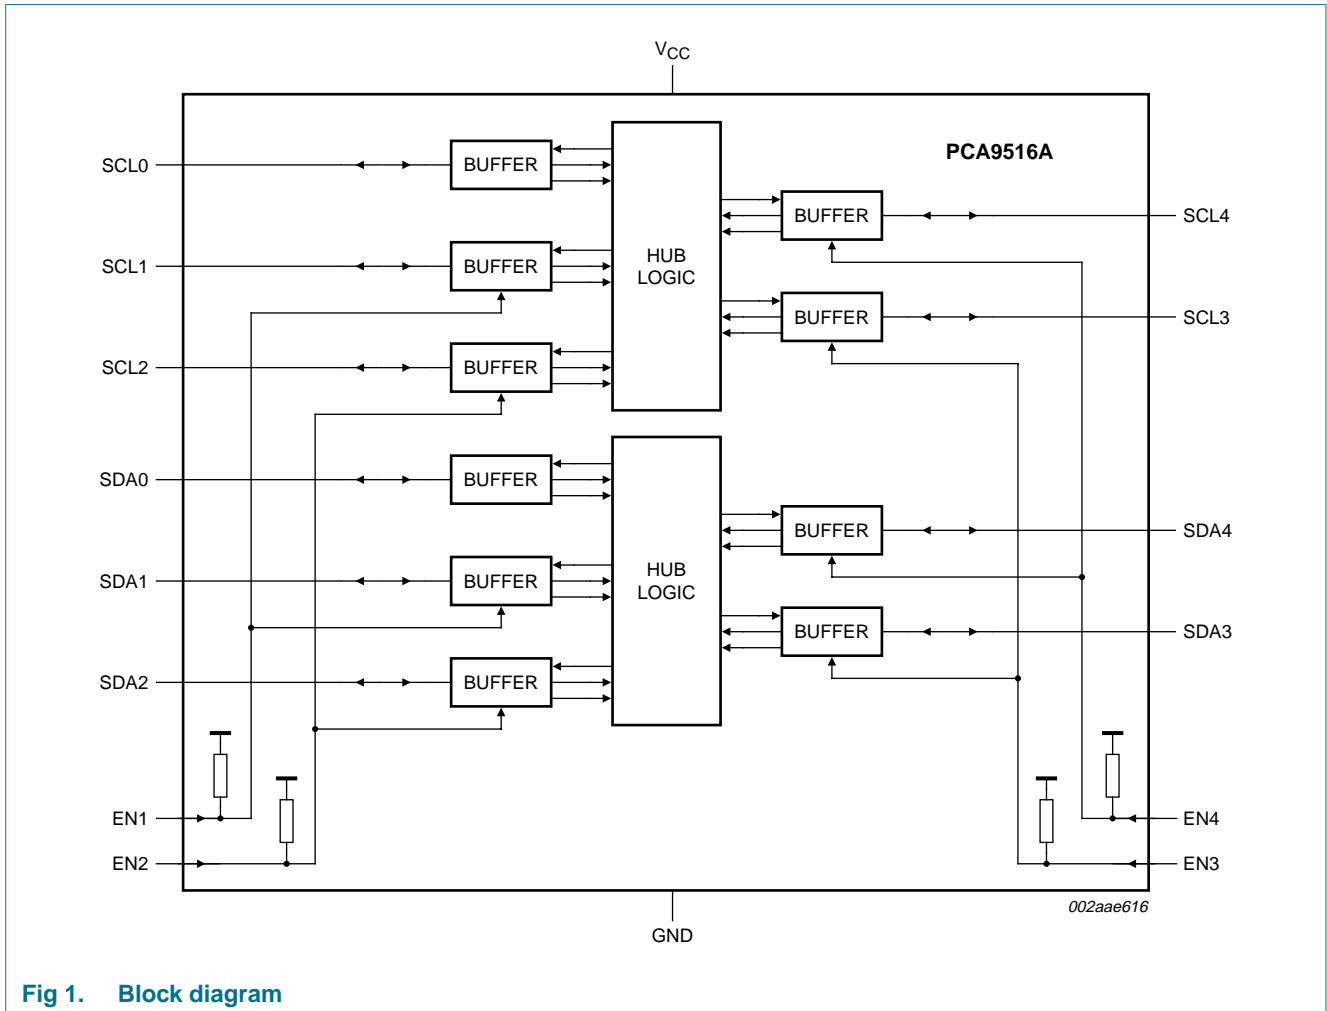 VCC
PCA9516A
SCL0
BUFFER
BUFFER
SCL4
SCL1
BUFFER
HUB
LOGIC
BUFFER
SCL3
SCL2
BUFFER
SDA0
BUFFER
BUFFER
SDA4
SDA1
BUFFER
HUB
LOGIC
BUFFER
SDA3
SDA2
BUFFER
EN1
EN4
EN2
EN3
002aae616
GND
Fig 1. Block diagram